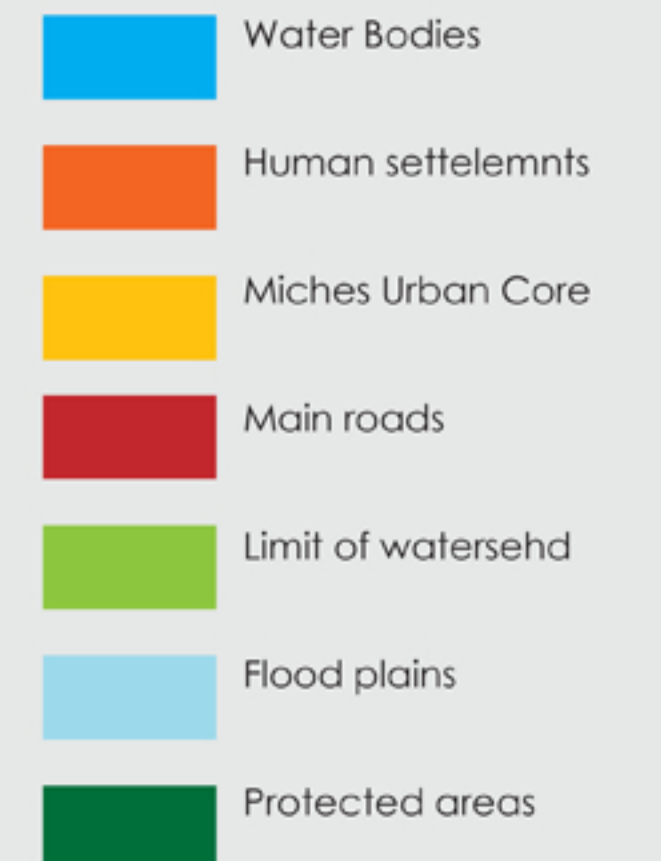 Water Bodies
Human settelemnts
Miches Urban Core
Main roads
Limit of watersehd
Flood plains
Protected areas